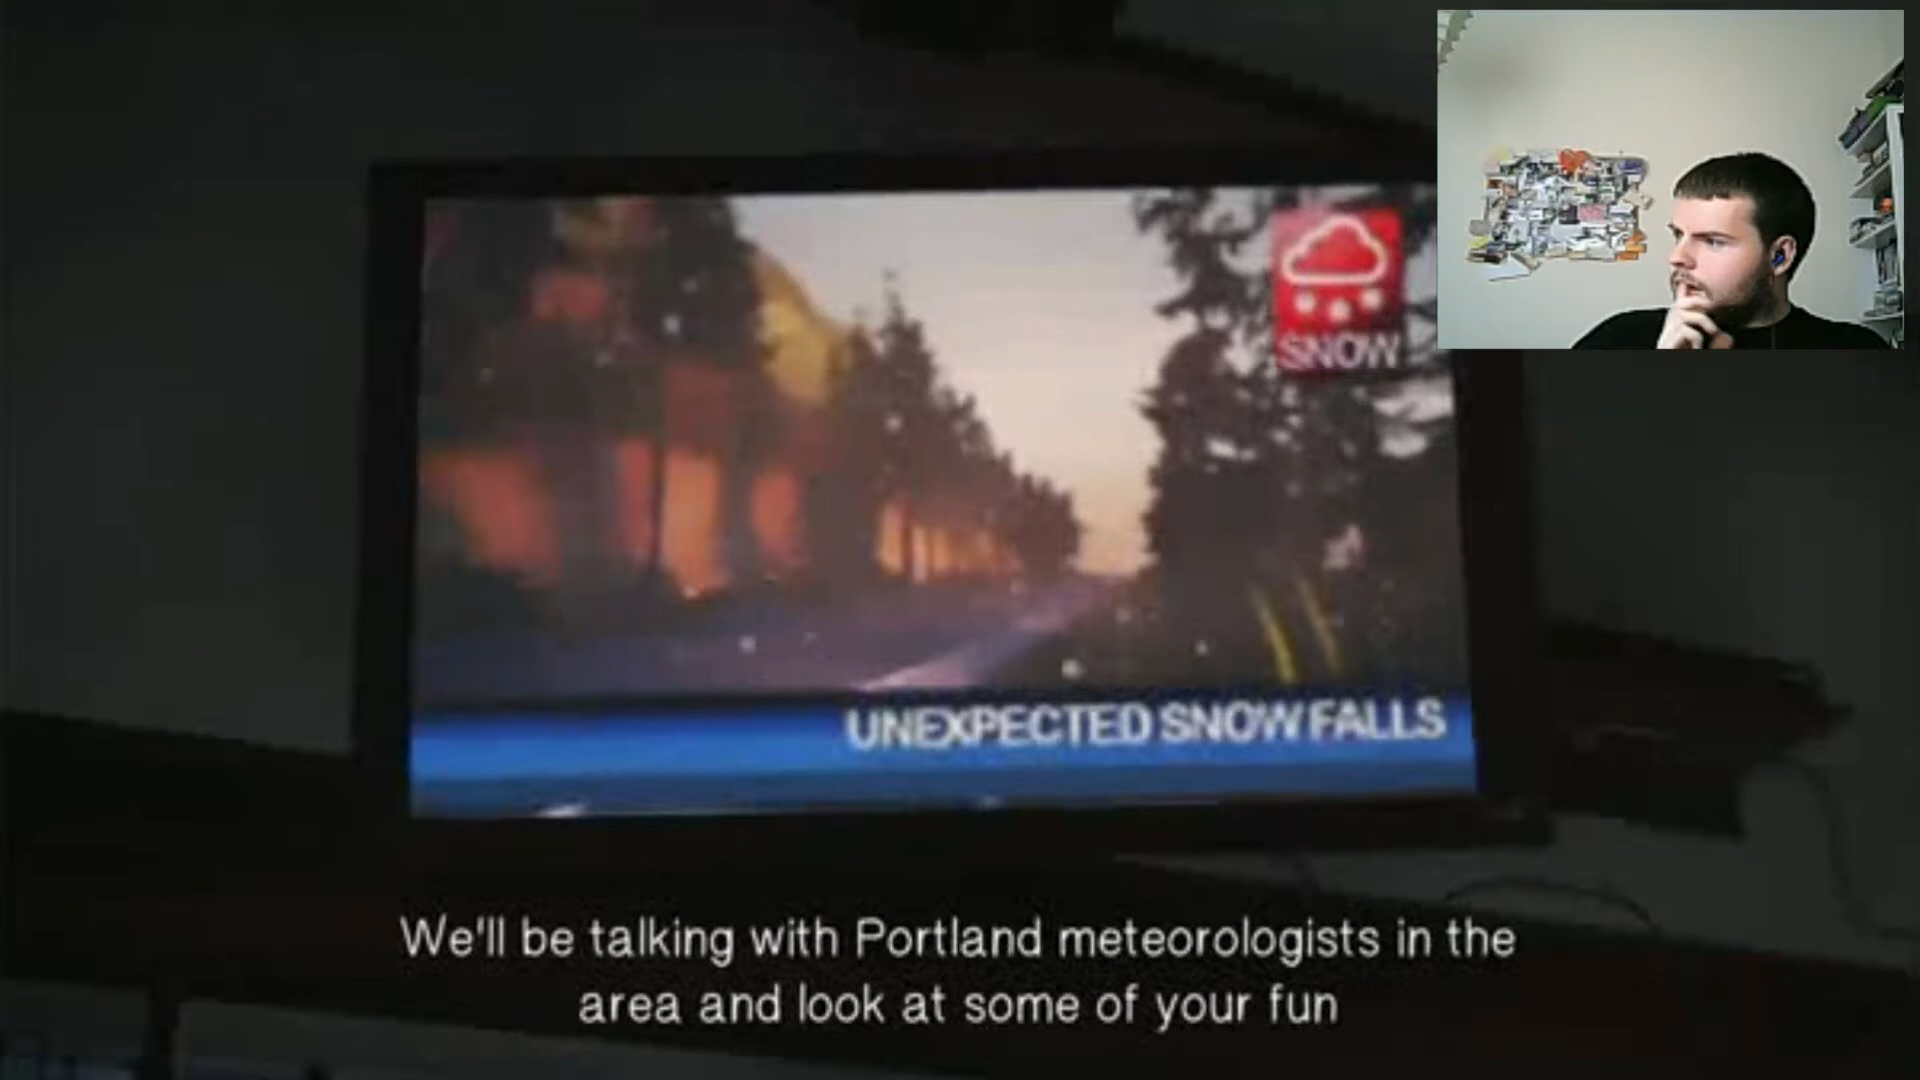 SNOW
UNEXPECTED SNOW FALLS
We'll be talking with Portland meteorologists in the
area and look at some of your fun